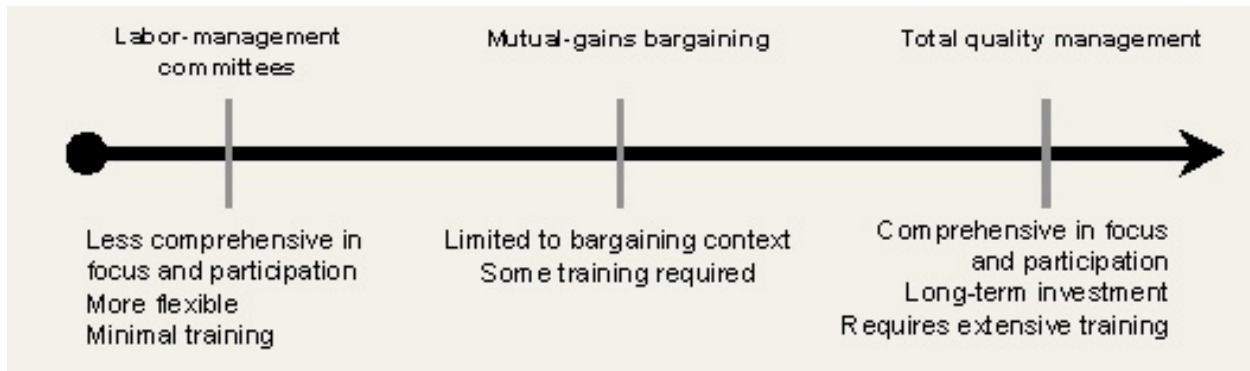 Labor-management
committees
Mutual-gains bargaining
Total quality management
Less comprehensive in
focus and participation
More flexible
Minimal training
Limited to bargaining context
Some training required
Comprehensive in focus
and participation
Long-term investment
Requires extensive training